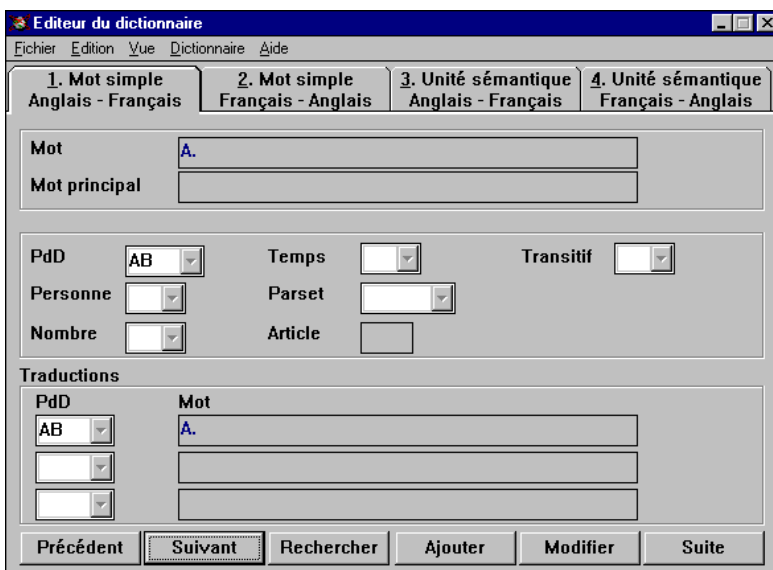 Editeur du dictionnaire
Fichier Edition Vue Dictionnaire Aide
1. Mot simple
Anglais - Français
2. Mot simple
Français - Anglais
3. Unité sémantique
Anglais - Français
4. Unité sémantique
Français - Anglais
Mot A.
Mot principal
PdD AB Temps Transitif
Personne Parset
Nombre Article
Traductions
PdD Mot
AB A.
Précédent Suivant Rechercher Ajouter Modifier Suite